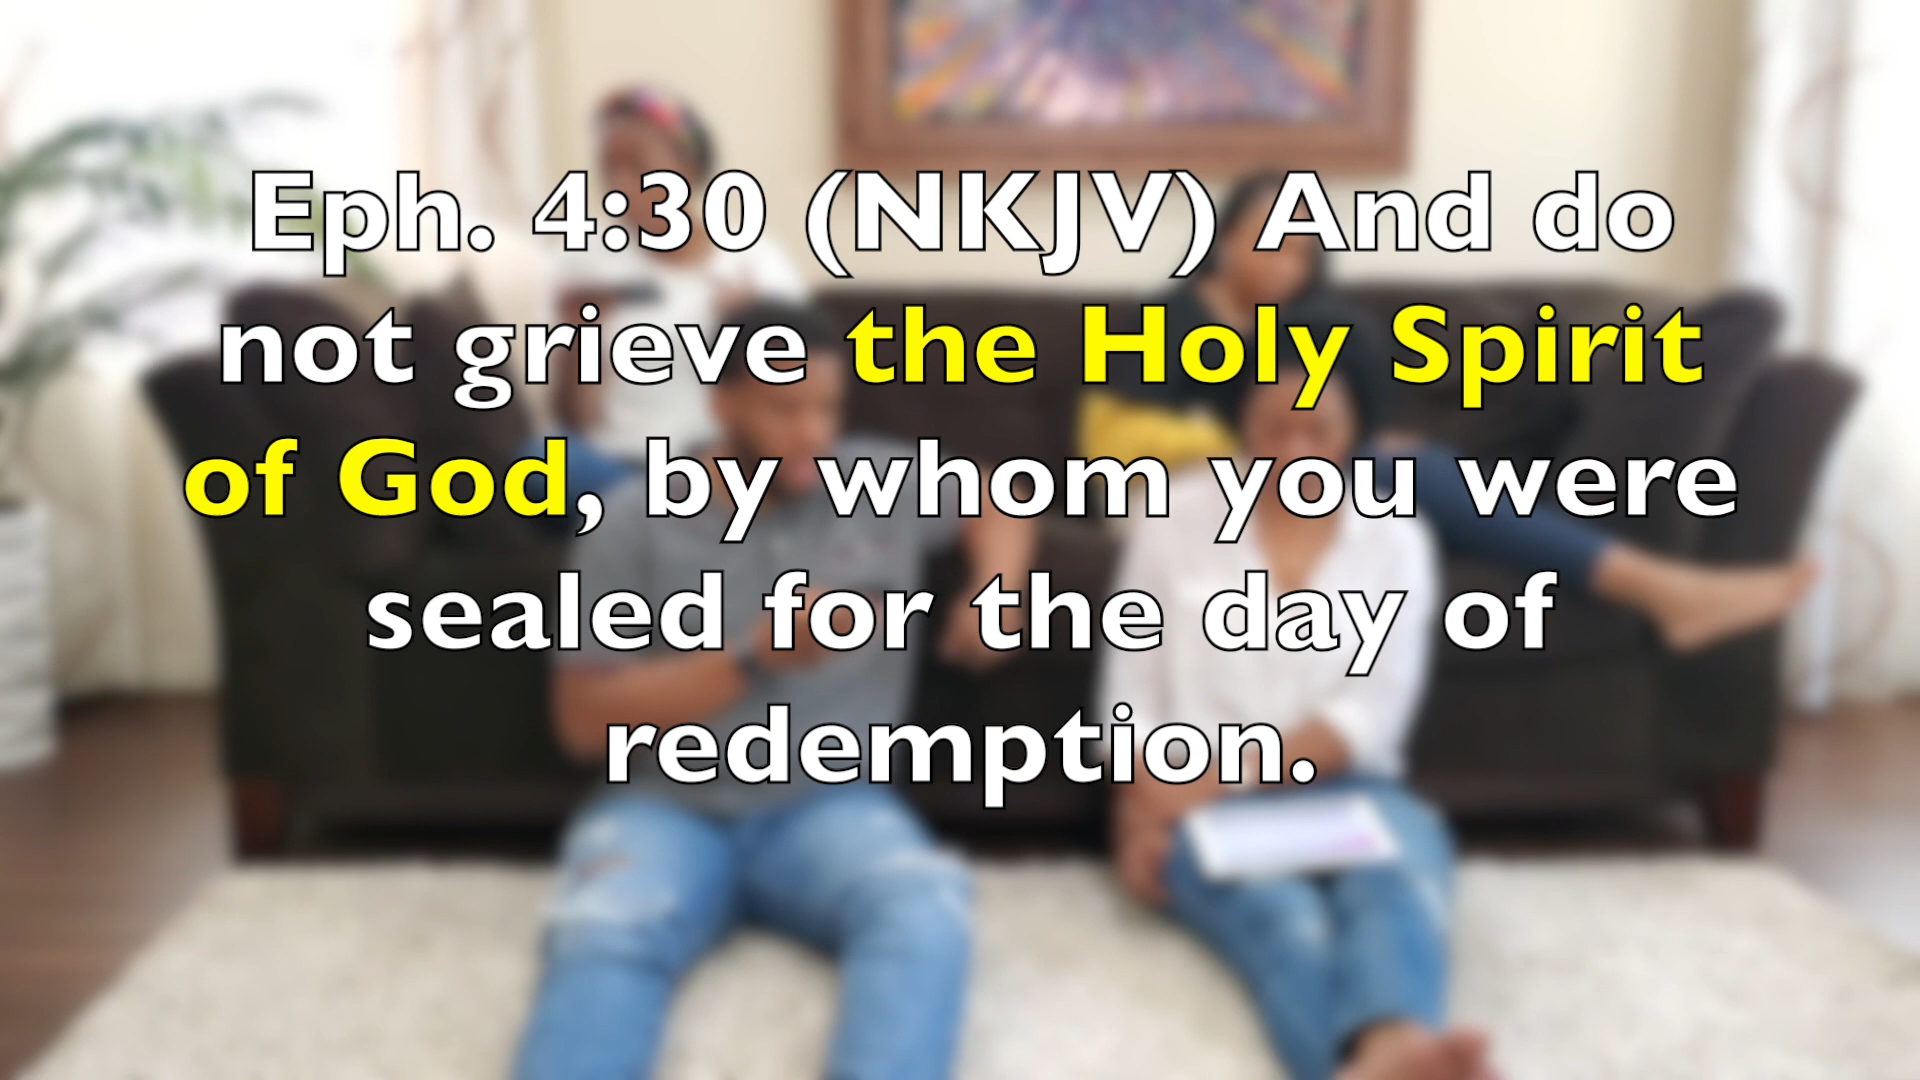 Eph. 4:30 (NKJV) And do
not grieve the Holy Spirit
of God, by whom you were
sealed for the day of
redemption.